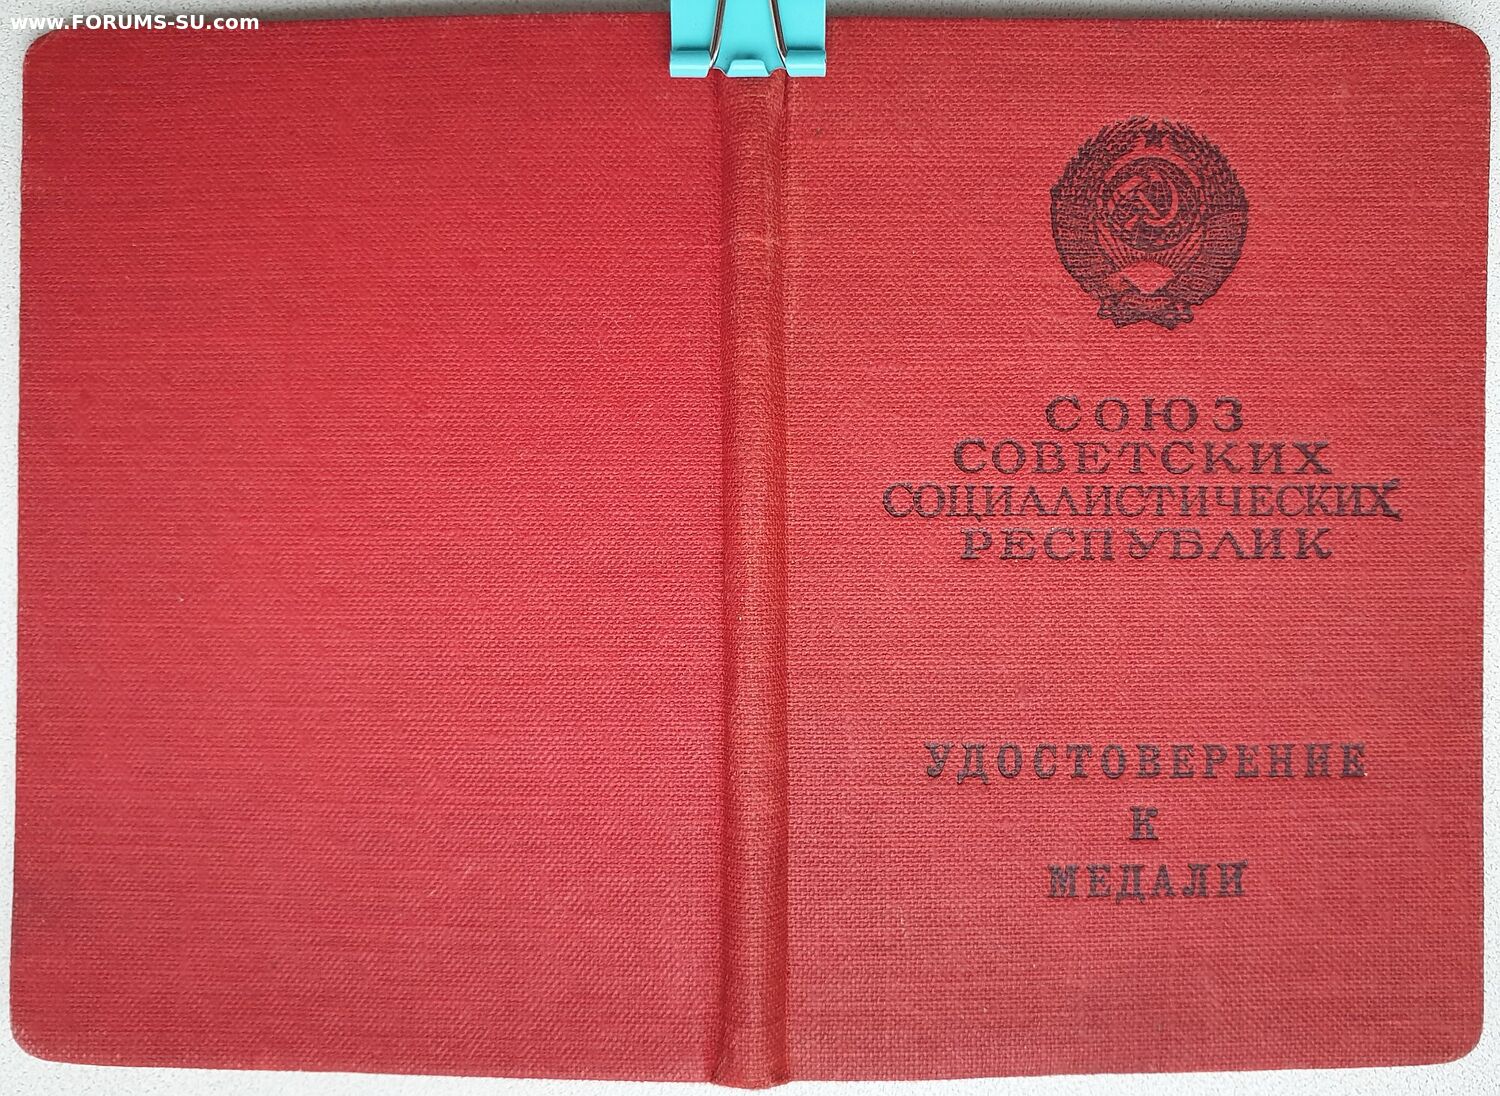 www.FORUMS-SU.com
СОЮЗ
СОВЕТСКИХ
СОЦИАЛИСТИЧЕСКИХ
РЕСПУБЛИК
УДОСТОВЕРЕНИЕ
К
МЕДАЛИ